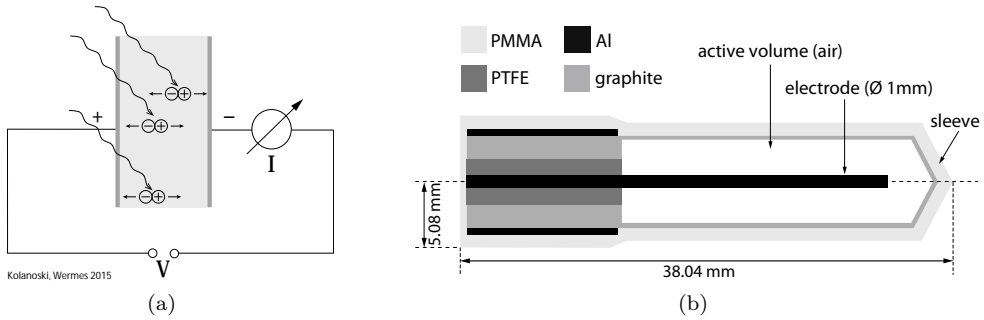 +
−
I
V
Kolanoski, Wermes 2015
(a)
PMMA
Al
PTFE
graphite
active volume (air)
electrode (Ø 1mm)
sleeve
5.08 mm
38.04 mm
(b)